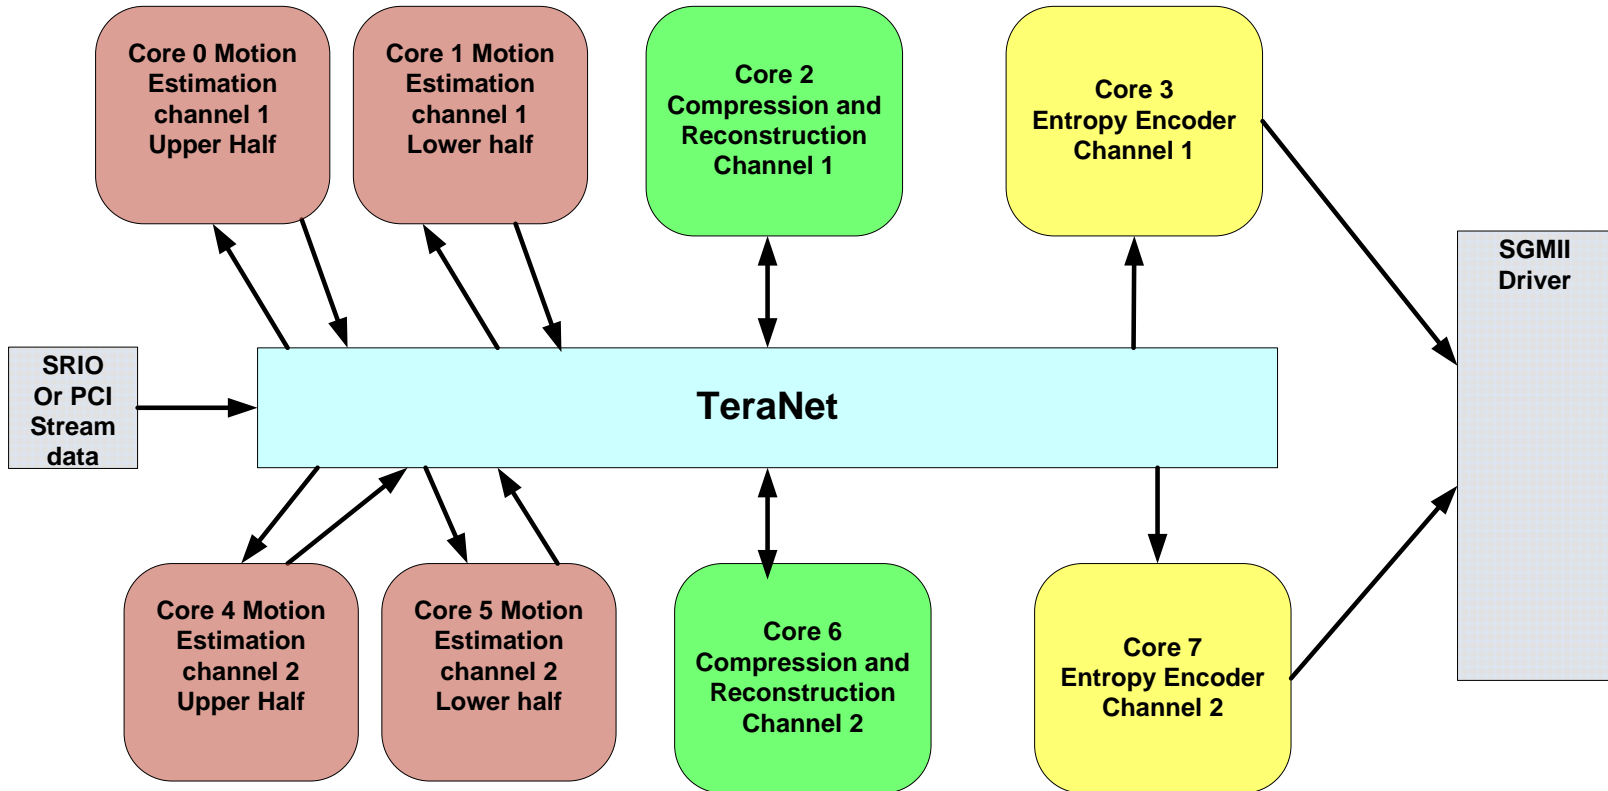 Core 0 Motion
Estimation
channel 1
Upper Half
Core 1 Motion
Estimation
channel 1
Lower half
Core 2
Compression and
Reconstruction
Channel 1
Core 3
Entropy Encoder
Channel 1
SGMII
Driver
SRIO
Or PCI
Stream
data
TeraNet
Core 4 Motion
Estimation
channel 2
Upper Half
Core 5 Motion
Estimation
channel 2
Lower half
Core 6
Compression and
Reconstruction
Channel 2
Core 7
Entropy Encoder
Channel 2